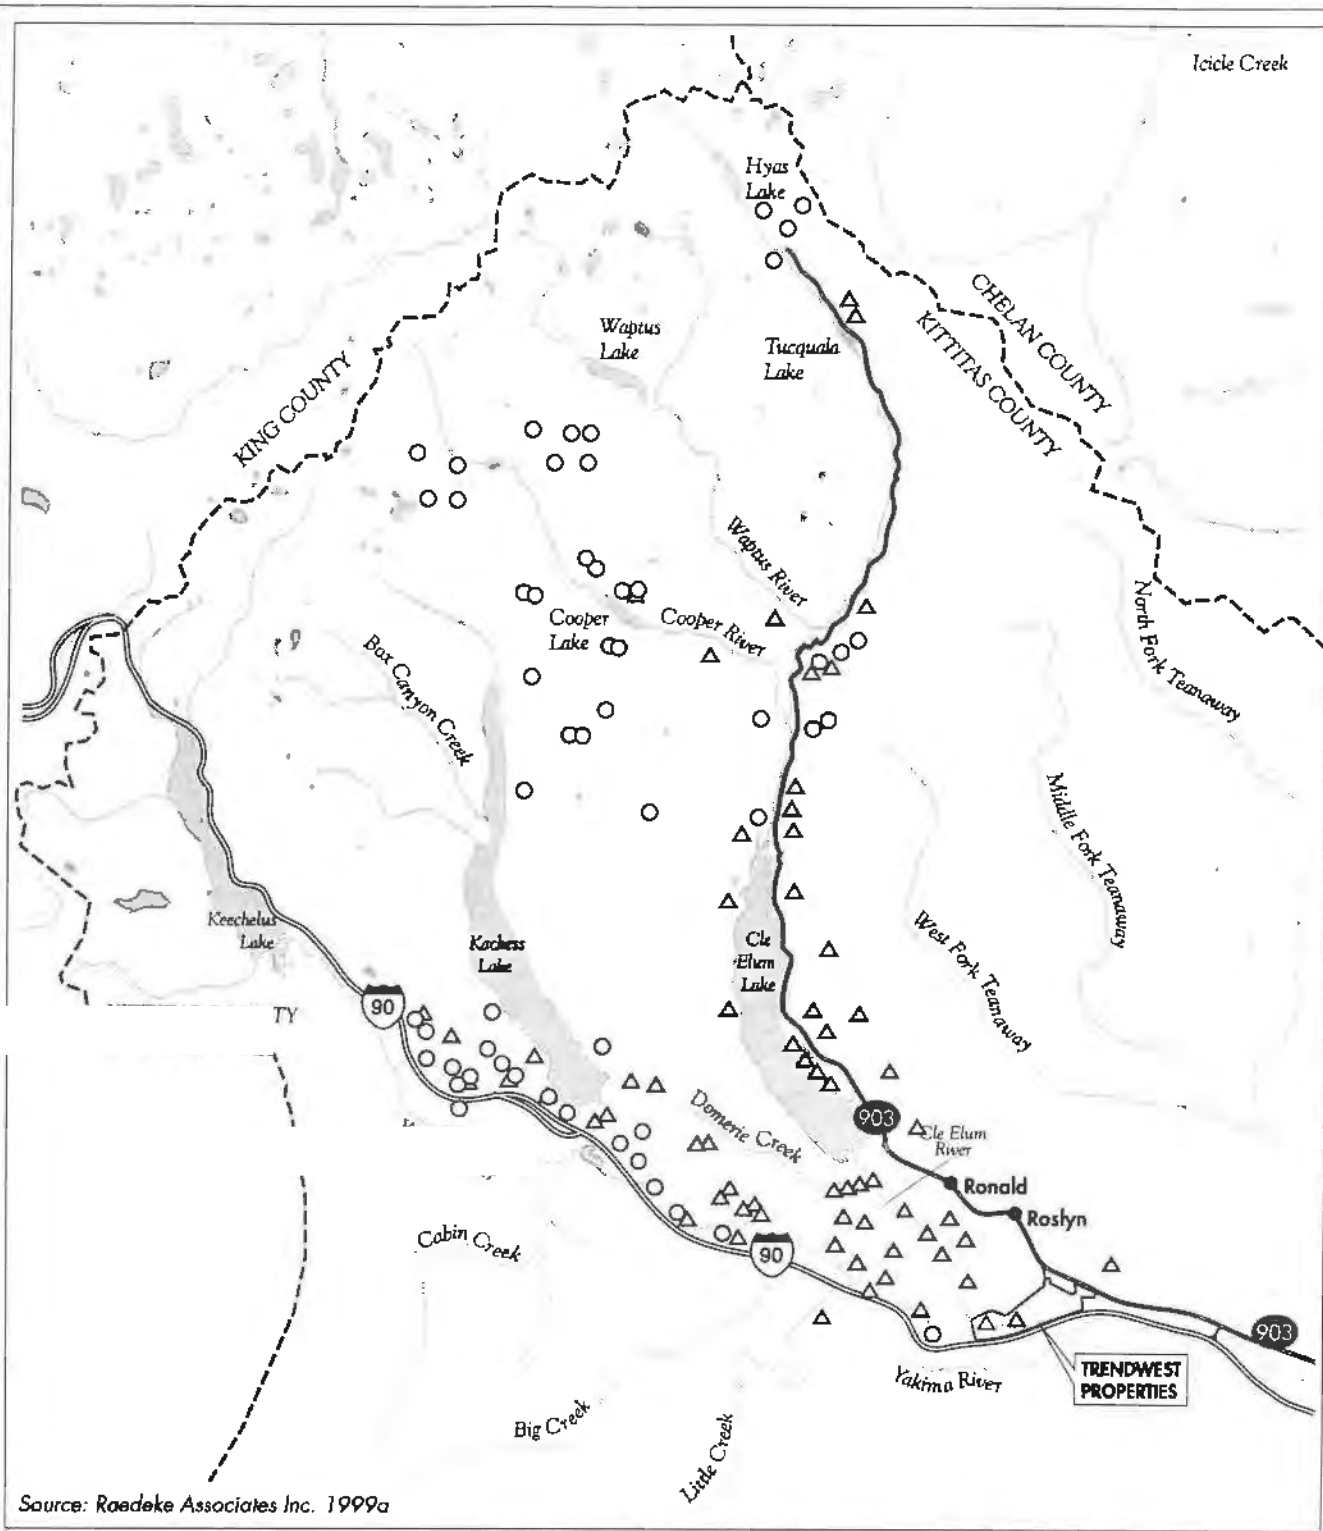 Icicle Creek
Hyas
Lake
CHELAN COUNTY
KITTITAS COUNTY
Waptus
Lake
Tucquala
Lake
KING COUNTY
Waptus River
North Fork Teanaway
Cooper
Lake
Cooper River
Box Canyon Creek
Middle Fork Teanaway
Keechelus
Lake
Kachess
Lake
Cle
Elum
Lake
West Fork Teanaway
90
TY
Domerie Creek
903
Cle Elum
River
Ronald
Roslyn
Cabin Creek
90
903
TRENDWEST
PROPERTIES
Yakima River
Big Creek
Little Creek
Source: Raedeke Associates Inc. 1999a